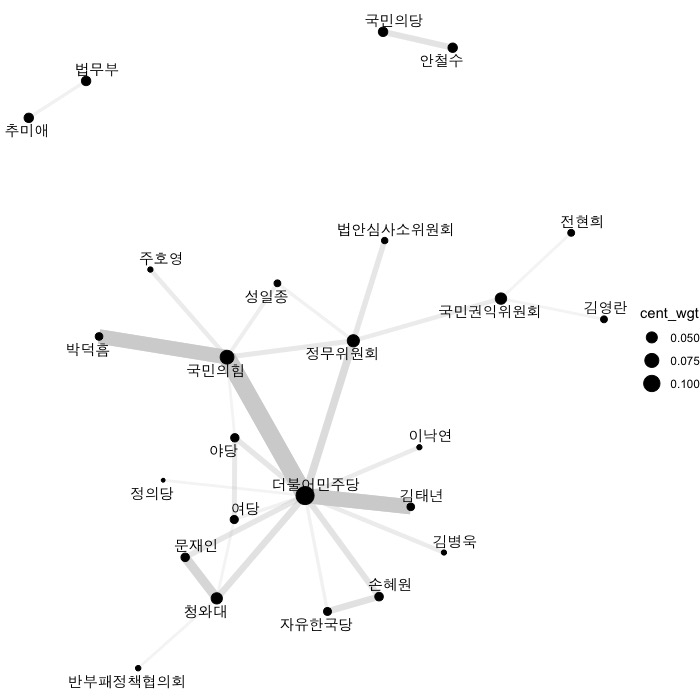 국민의당
안철수
법무부
추미애
전현희
법안심사소위원회
주호영
성일종
국민권익위원회
김영란
cent_wgt
0.050
0.075
0.100
박덕흠
정무위원회
국민의힘
이낙연
야당
더불어민주당
정의당
김태년
여당
문재인
김병욱
손혜원
청와대
자유한국당
반부패정책협의회